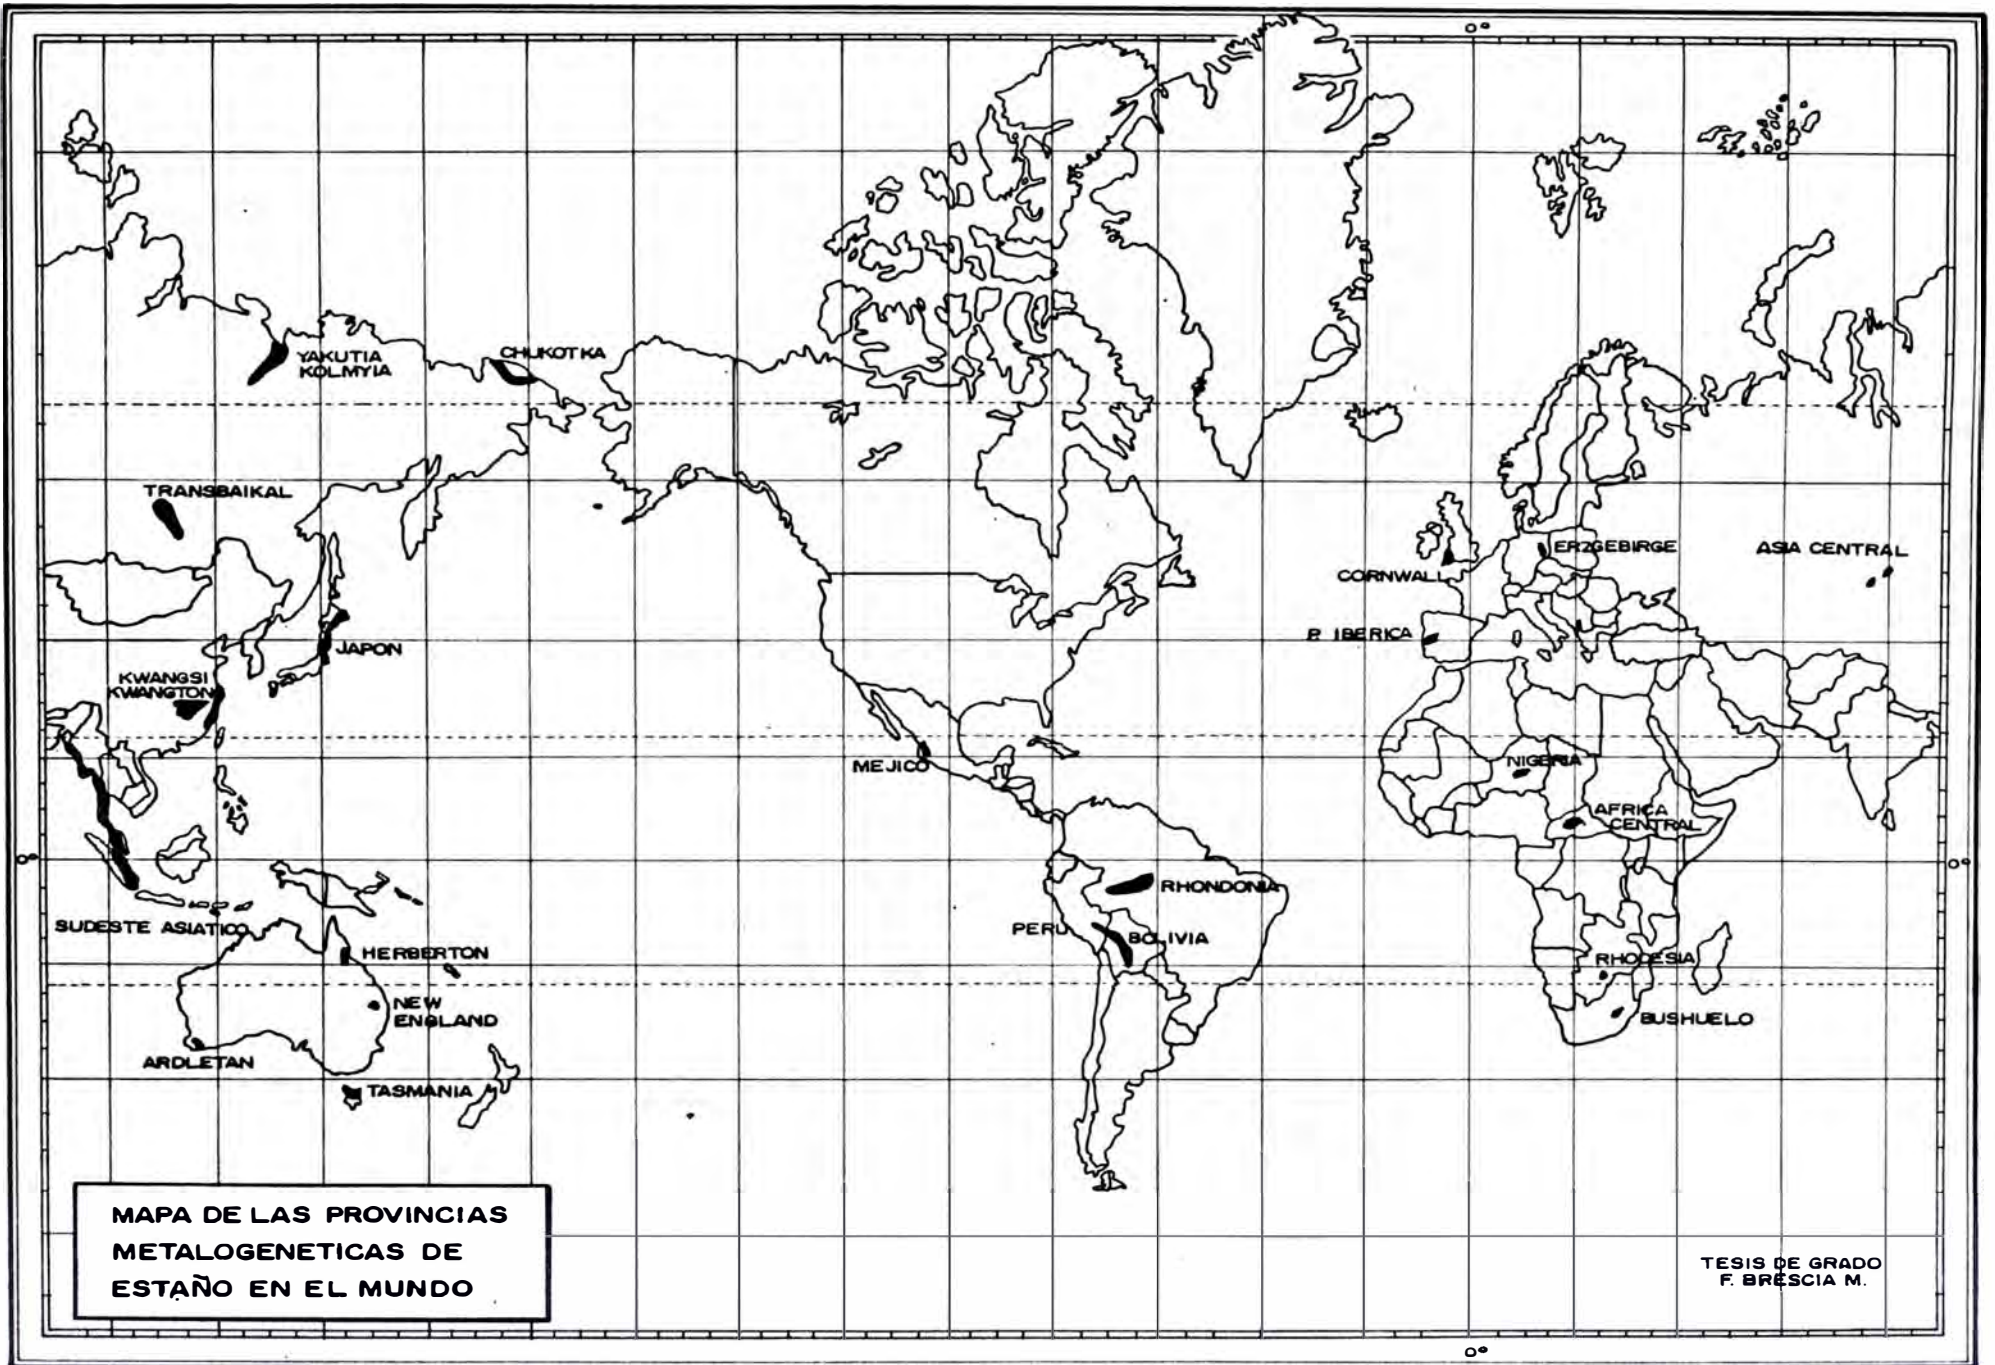 0°
YAKUTIA
KOLMYIA
CHUKOTKA
TRANSBAIKAL
ERZGEBIRGE
ASIA CENTRAL
CORNWALL
P. IBERICA
JAPON
KWANGSI
KWANGTON
MEJICO
NIGERIA
AFRICA
CENTRAL
0°
0°
RHONDONIA
SUDESTE ASIATICO
PERU
BOLIVIA
HERBERTON
RHODESIA
NEW
ENGLAND
BUSHUELO
ARDLETAN
TASMANIA
MAPA DE LAS PROVINCIAS
METALOGENETICAS DE
ESTAÑO EN EL MUNDO
TESIS DE GRADO
F. BRESCIA M.
0°